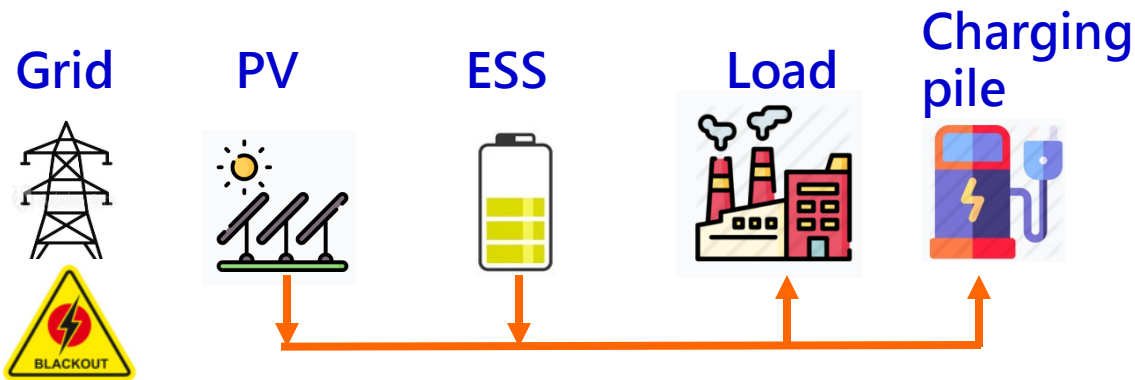 Grid
PV
ESS
Load
Charging
pile
BLACKOUT